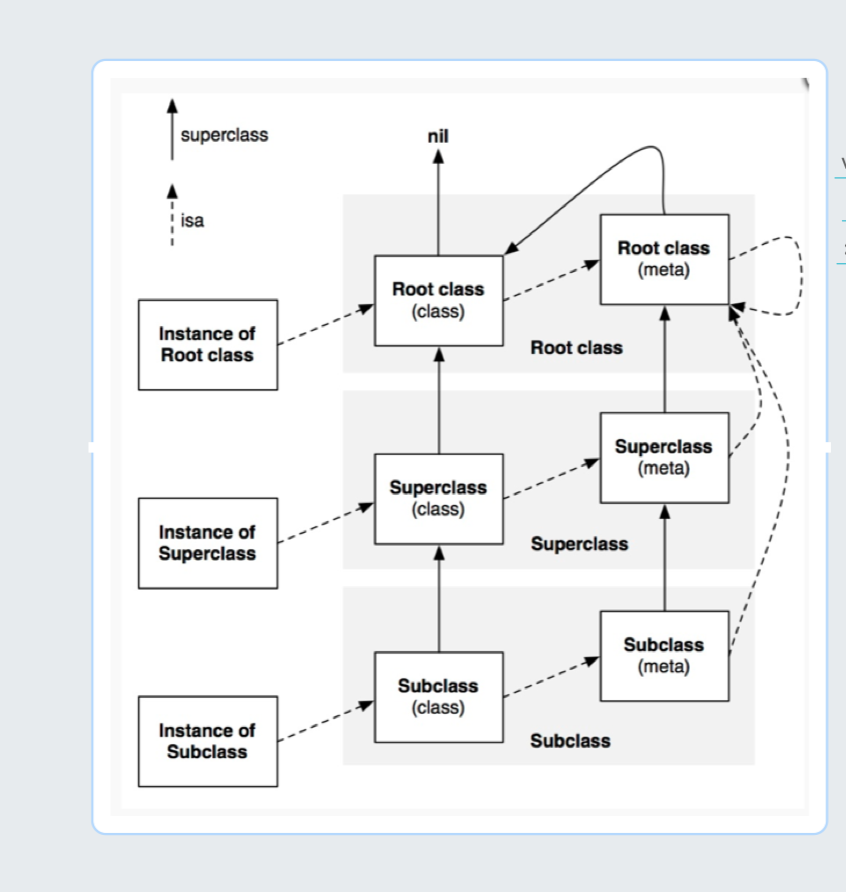 superclass
nil
isa
Root class
(meta)
Root class
(class)
Instance of
Root class
Root class
Superclass
(meta)
Superclass
(class)
Instance of
Superclass
Superclass
Subclass
(meta)
Subclass
(class)
Instance of
Subclass
Subclass